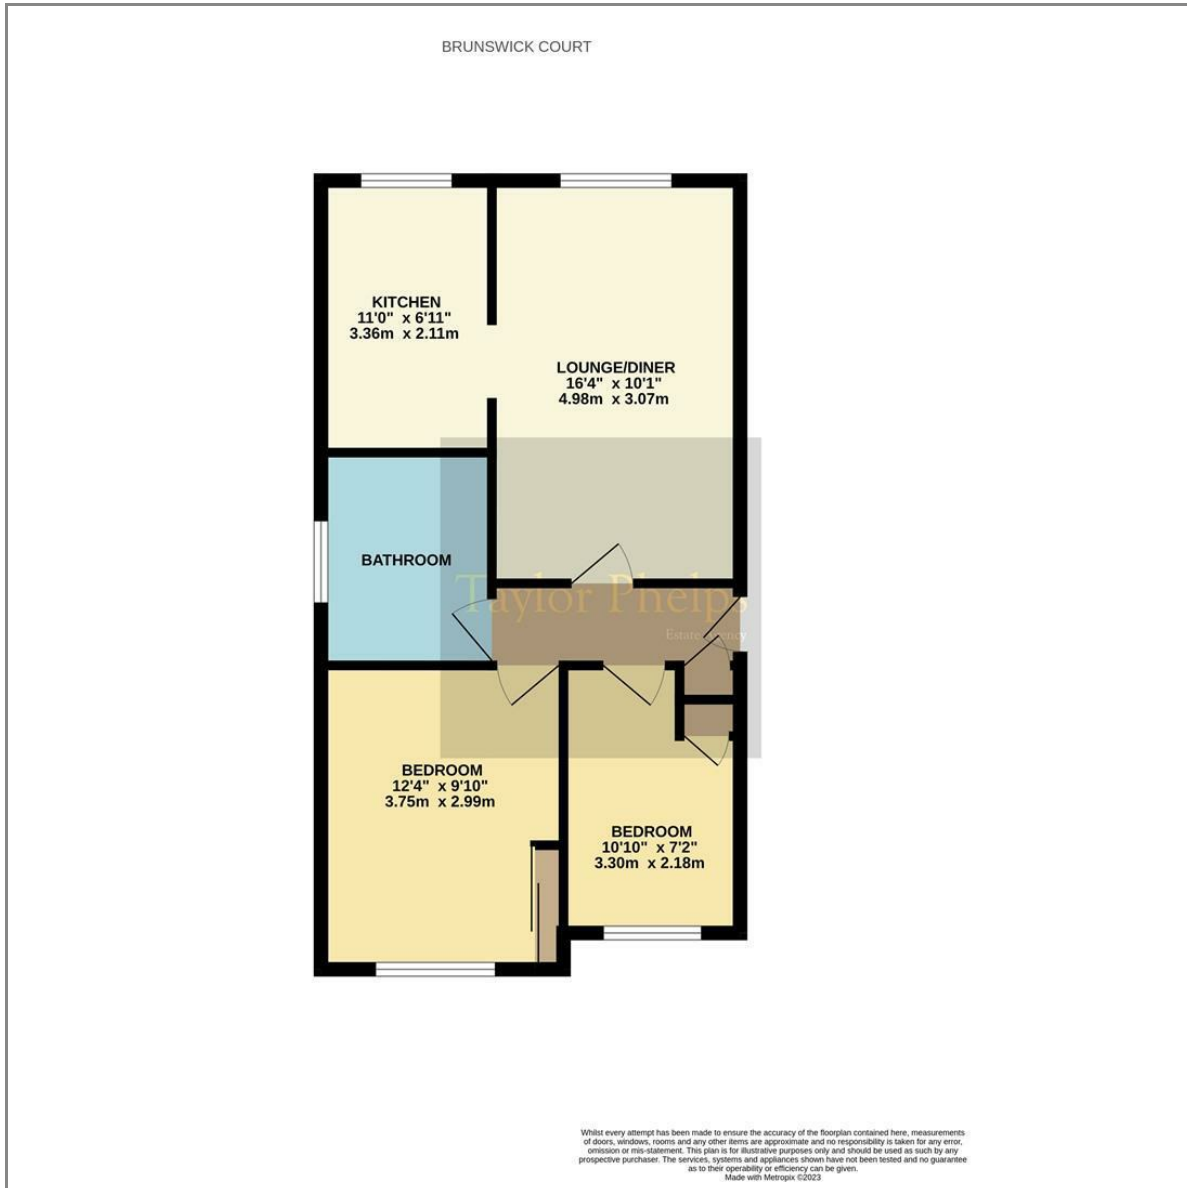 BRUNSWICK COURT
KITCHEN
11'0" x 6'11"
3.36m x 2.11m
LOUNGE/DINER
16'4" x 10'1"
4.98m x 3.07m
BATHROOM
Taylor Phelps
Estate Agency
BEDROOM
12'4" x 9'10"
3.75m x 2.99m
BEDROOM
10'10" x 7'2"
3.30m x 2.18m
Whilst every attempt has been made to ensure the accuracy of the floorplan contained here, measurements
of doors, windows, rooms and any other items are approximate and no responsibility is taken for any error,
omission or mis-statement. This plan is for illustrative purposes only and should be used as such by any
prospective purchaser. The services, systems and appliances shown have not been tested and no guarantee
as to their operability or efficiency can be given.
Made with Metropix ©2023